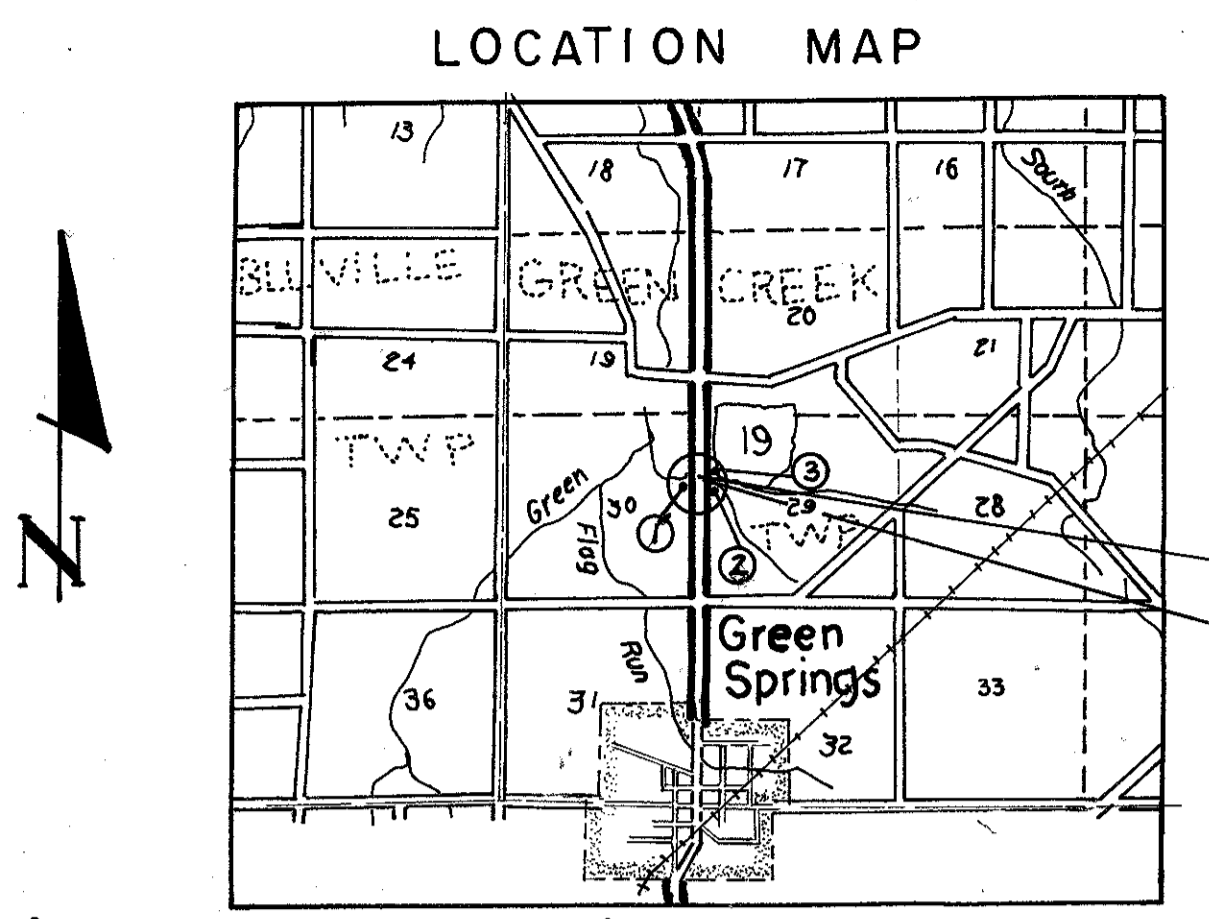 LOCATION MAP
13
18
17
16
South
BLLVILLE
GREEN CREEK
20
24
19
21
TWP
19
3
25
Green
30
29
28
Flag
1
TWP
2
Green
Springs
Run
36
31
33
32
N